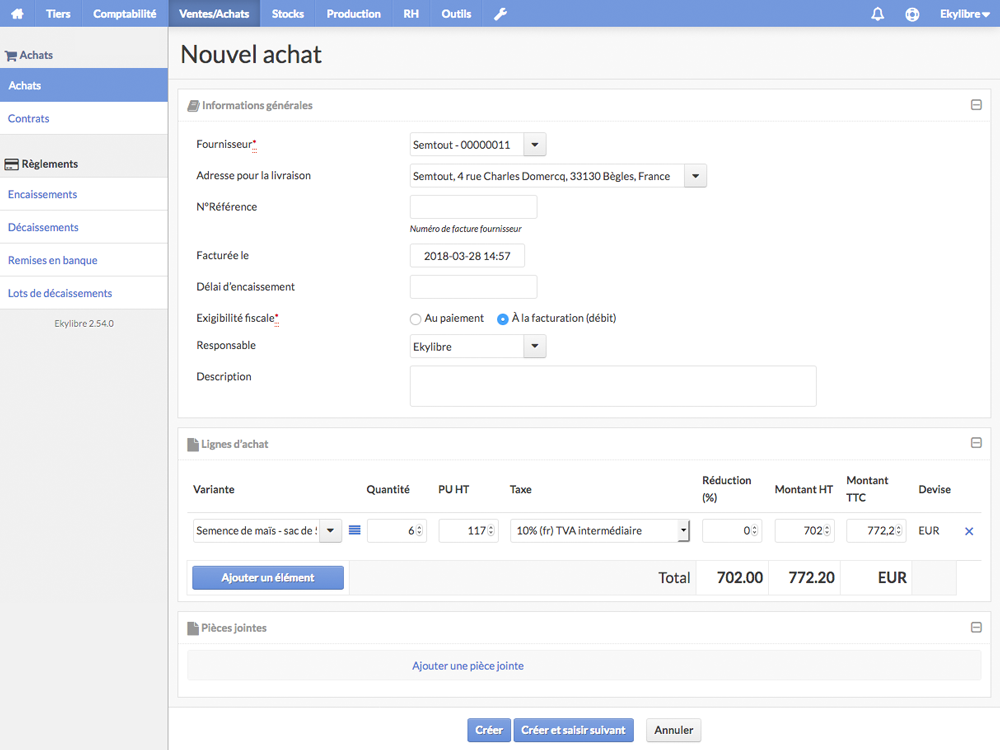 Tiers Comptabilité Ventes/Achats Stocks Production RH Outils Ekylibre
Achats
Achats
Contrats
Règlements
Encaissements
Décaissements
Remises en banque
Lots de décaissements
Ekylibre 2.54.0
Nouvel achat
Informations générales
Fournisseur* Semtout - 00000011
Adresse pour la livraison Semtout, 4 rue Charles Domercq, 33130 Bègles, France
N°Référence
Numéro de facture fournisseur
Facturée le 2018-03-28 14:57
Délai d'encaissement
Exigibilité fiscale* Au paiement À la facturation (débit)
Responsable Ekylibre
Description
Lignes d'achat
Variante Quantité PU HT Taxe Réduction (%) Montant HT Montant TTC Devise
Semence de maïs - sac de 6 117 10% (fr) TVA intermédiaire 0 702 772,2 EUR
Ajouter un élément Total 702.00 772.20 EUR
Pièces jointes
Ajouter une pièce jointe
Créer Créer et saisir suivant Annuler